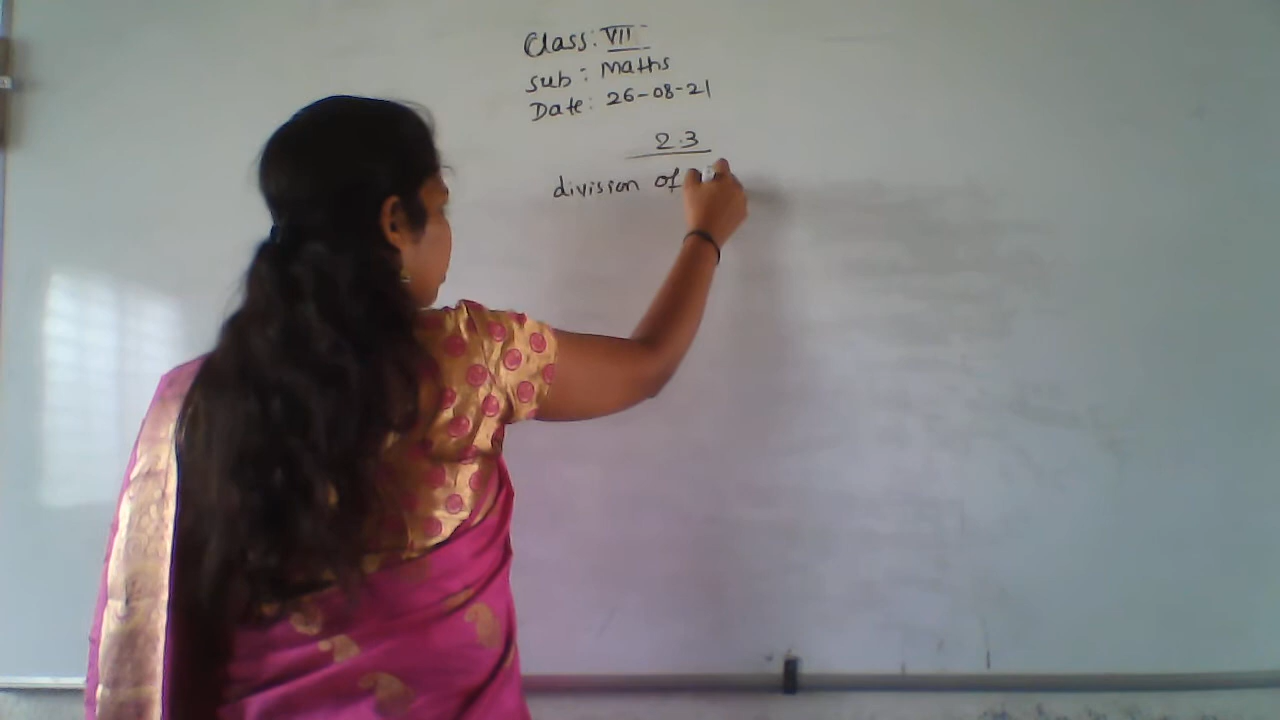 Class: VII
Sub: Maths
Date: 26-08-21
2.3
division of